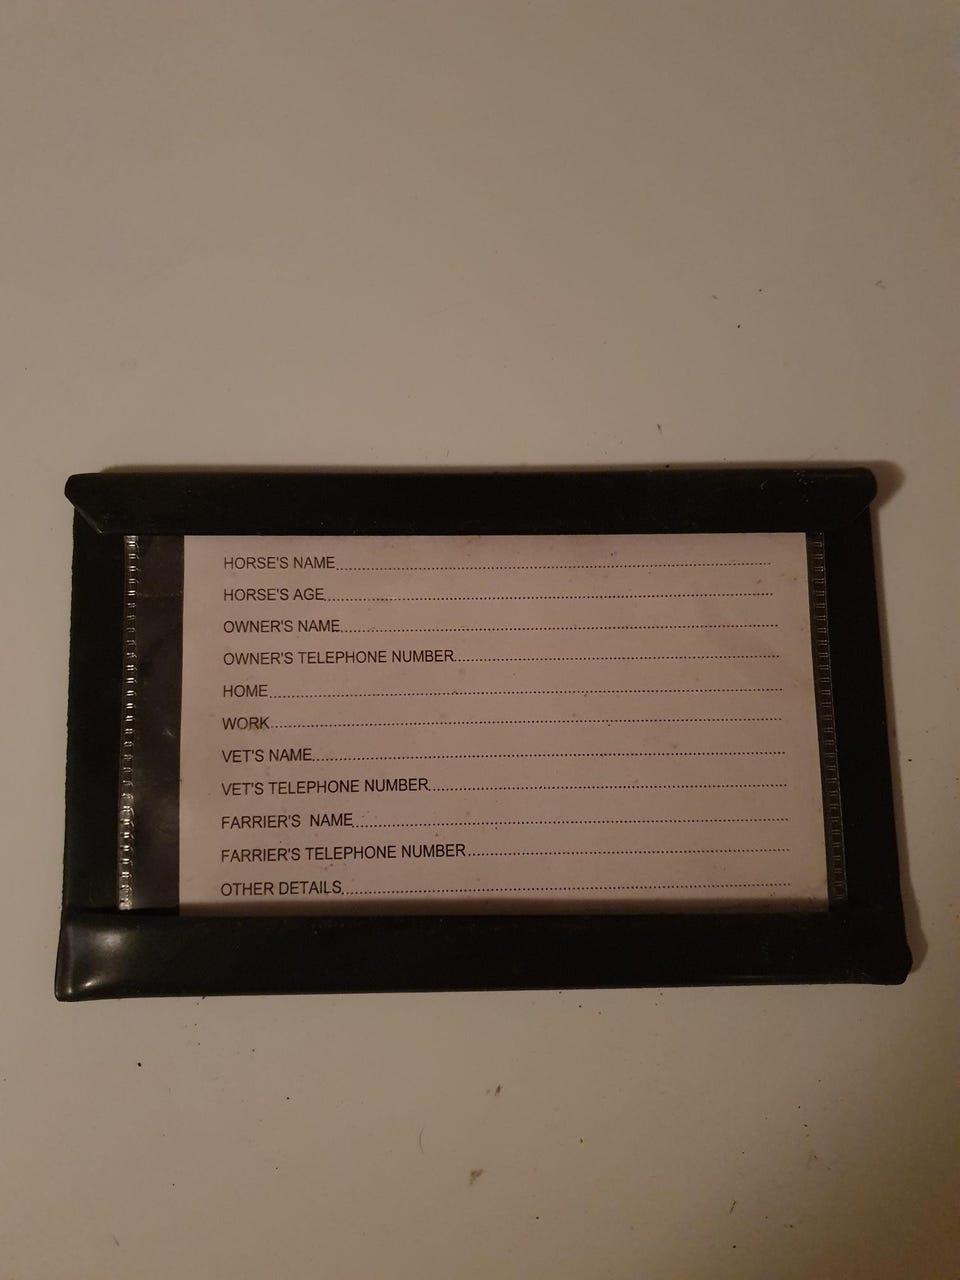 HORSE'S NAME
HORSE'S AGE
OWNER'S NAME
OWNER'S TELEPHONE NUMBER
HOME
WORK
VET'S NAME
VET'S TELEPHONE NUMBER
FARRIER'S NAME
FARRIER'S TELEPHONE NUMBER
OTHER DETAILS